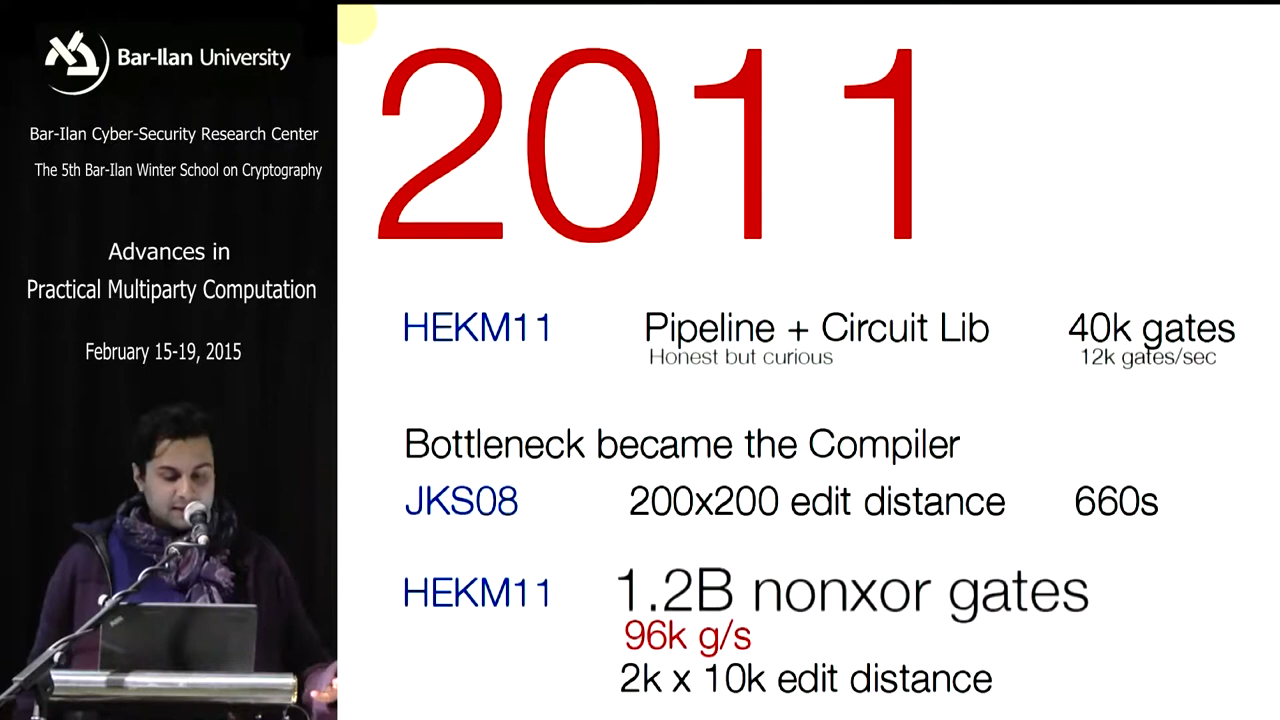 Bar-Ilan University
Bar-Ilan Cyber-Security Research Center
The 5th Bar-Ilan Winter School on Cryptography
Advances in
Practical Multiparty Computation
February 15-19, 2015
2011
HEKM11 Pipeline + Circuit Lib 40k gates
Honest but curious 12k gates/sec
Bottleneck became the Compiler
JKS08 200x200 edit distance 660s
HEKM11 1.2B nonxor gates
96k g/s
2k x 10k edit distance